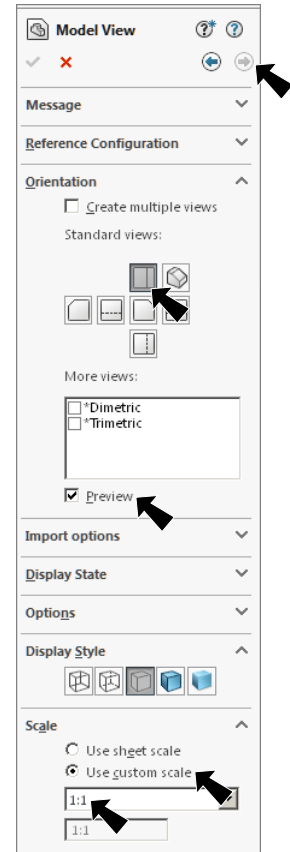 Model View
Message
Reference Configuration
Orientation
Create multiple views
Standard views:
More views:
*Dimetric
*Trimetric
Preview
Import options
Display State
Options
Display Style
Scale
Use sheet scale
Use custom scale
1:1
1:1